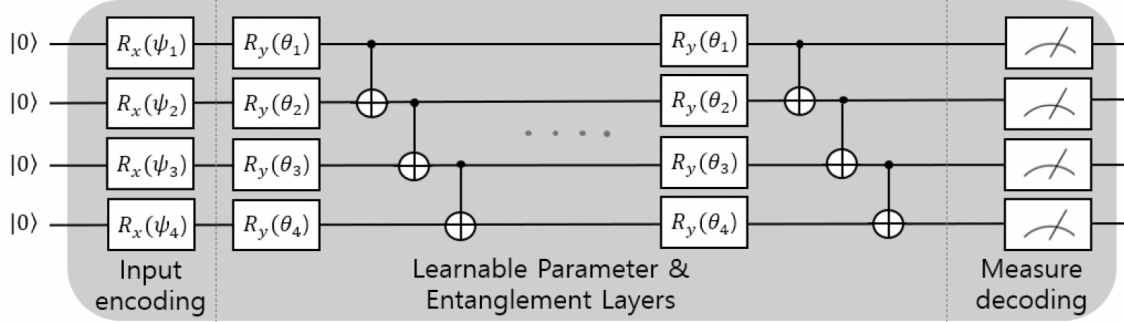 |0⟩ R_x(ψ_1) R_y(θ_1) R_y(θ_1)
|0⟩ R_x(ψ_2) R_y(θ_2) R_y(θ_2)
|0⟩ R_x(ψ_3) R_y(θ_3) R_y(θ_3)
|0⟩ R_x(ψ_4) R_y(θ_4) R_y(θ_4)
Input
encoding
Learnable Parameter &
Entanglement Layers
Measure
decoding